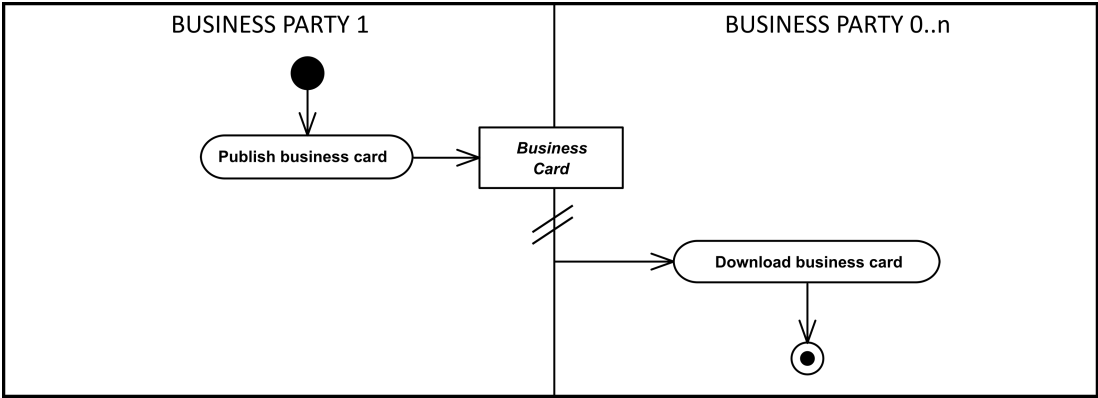 BUSINESS PARTY 1
BUSINESS PARTY 0..n
Publish business card
Business
Card
Download business card